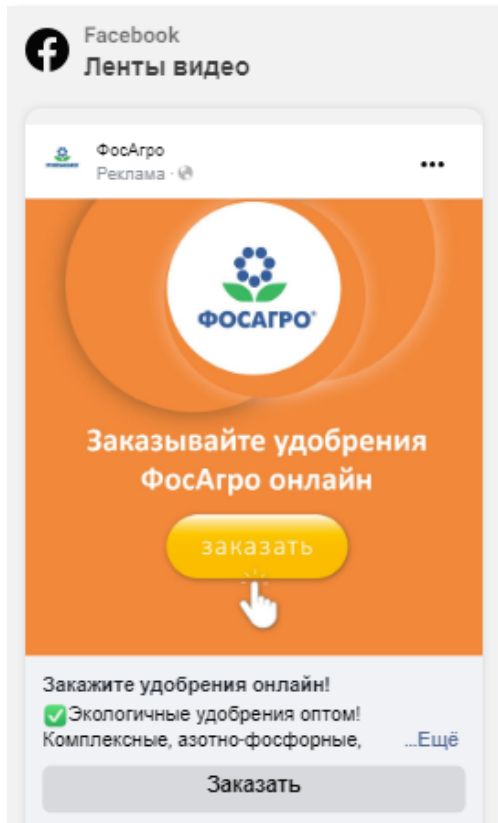 Facebook
Ленты видео
ФосАгро
Реклама ·
ФОСАГРО®
Заказывайте удобрения
ФосАгро онлайн
заказать
Закажите удобрения онлайн!
✅Экологичные удобрения оптом!
Комплексные, азотно-фосфорные, ...Ещё
Заказать